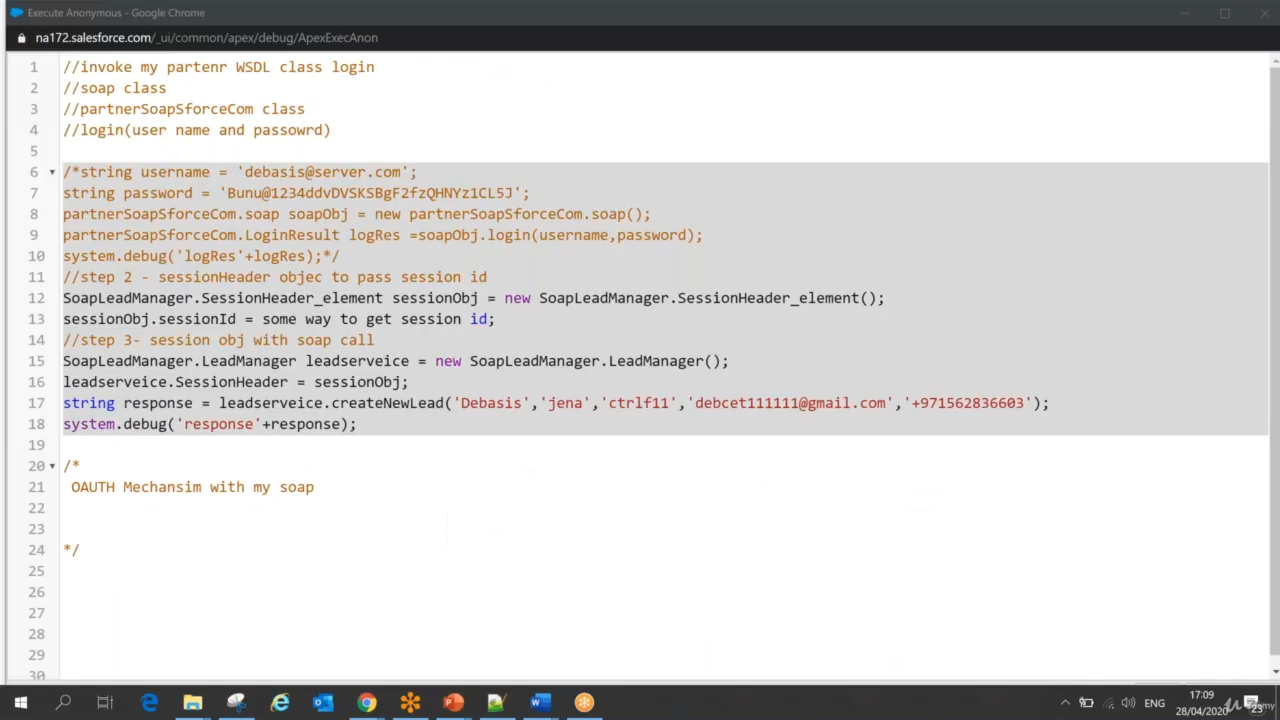 Execute Anonymous - Google Chrome
na172.salesforce.com/_ui/common/apex/debug/ApexExecAnon
1 //invoke my partenr WSDL class login
2 //soap class
3 //partnerSoapSforceCom class
4 //login(user name and passowrd)
5
6 /*string username = 'debasis@server.com';
7 string password = 'Bunu@1234ddvDVSKSBgF2fzQHNYz1CL5J';
8 partnerSoapSforceCom.soap soapObj = new partnerSoapSforceCom.soap();
9 partnerSoapSforceCom.LoginResult logRes =soapObj.login(username,password);
10 system.debug('logRes'+logRes);*/
11 //step 2 - sessionHeader objec to pass session id
12 SoapLeadManager.SessionHeader_element sessionObj = new SoapLeadManager.SessionHeader_element();
13 sessionObj.sessionId = some way to get session id;
14 //step 3- session obj with soap call
15 SoapLeadManager.LeadManager leadserveice = new SoapLeadManager.LeadManager();
16 leadserveice.SessionHeader = sessionObj;
17 string response = leadserveice.createNewLead('Debasis','jena','ctrlf11','debcet111111@gmail.com','+971562836603');
18 system.debug('response'+response);
19
20 /*
21 OAUTH Mechansim with my soap
22
23
24 */
25
26
27
28
29
30
ENG
17:09
28/04/2020
23